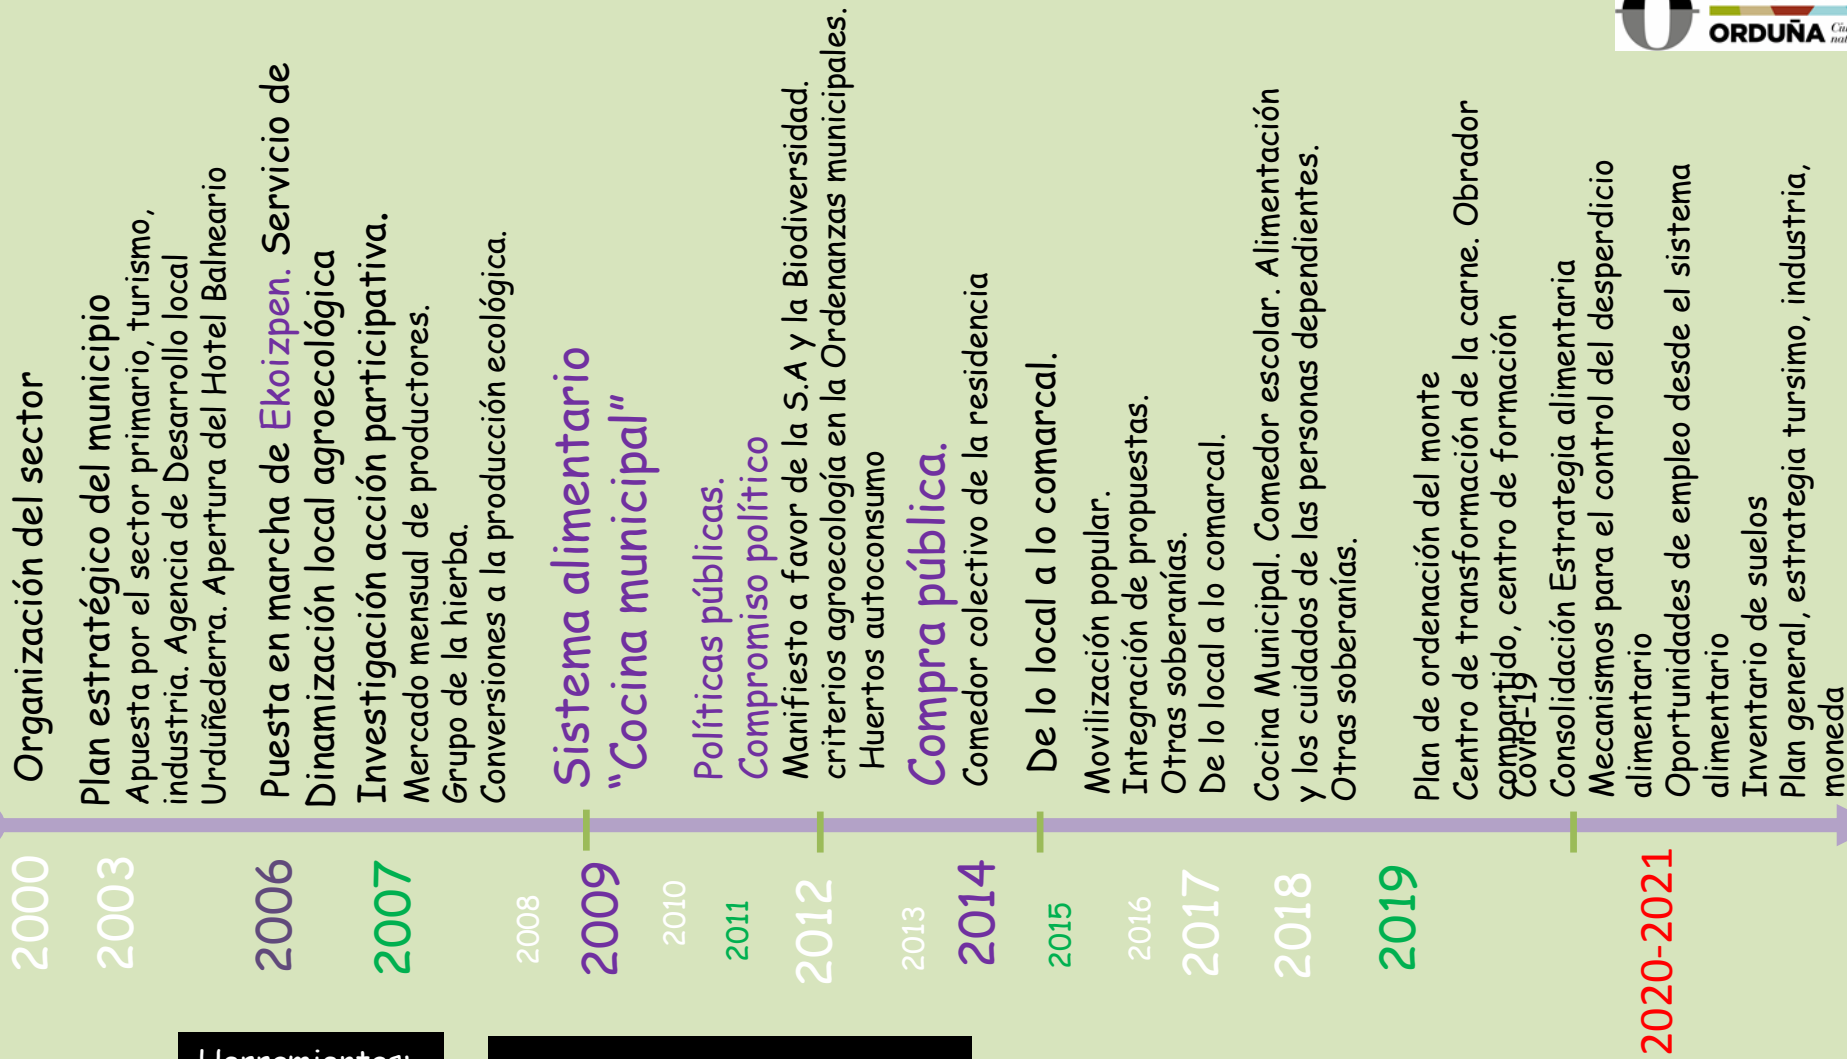 ORDUÑA
Organización del sector
Plan estratégico del municipio
Apuesta por el sector primario, turismo,
industria. Agencia de Desarrollo local
Urduñederra. Apertura del Hotel Balneario
Puesta en marcha de Ekoizpen. Servicio de
Dinamización local agroecológica
Investigación acción participativa.
Mercado mensual de productores.
Grupo de la hierba.
Conversiones a la producción ecológica.
Sistema alimentario
"Cocina municipal"
Políticas públicas.
Compromiso político
Manifiesto a favor de la S.A y la Biodiversidad.
criterios agroecología en la Ordenanzas municipales.
Huertos autoconsumo
Compra pública.
Comedor colectivo de la residencia
De lo local a lo comarcal.
Movilización popular.
Integración de propuestas.
Otras soberanías.
De lo local a lo comarcal.
Cocina Municipal. Comedor escolar. Alimentación
y los cuidados de las personas dependientes.
Otras soberanías.
Plan de ordenación del monte
Centro de transformación de la carne. Obrador
compartido, centro de formación
Covid-19
Consolidación Estrategia alimentaria
Mecanismos para el control del desperdicio
alimentario
Oportunidades de empleo desde el sistema
alimentario
Inventario de suelos
Plan general, estrategia tursimo, industria,
moneda
2000
2003
2006
2007
2008
2009
2010
2011
2012
2013
2014
2015
2016
2017
2018
2019
2020-2021
Herramientas: